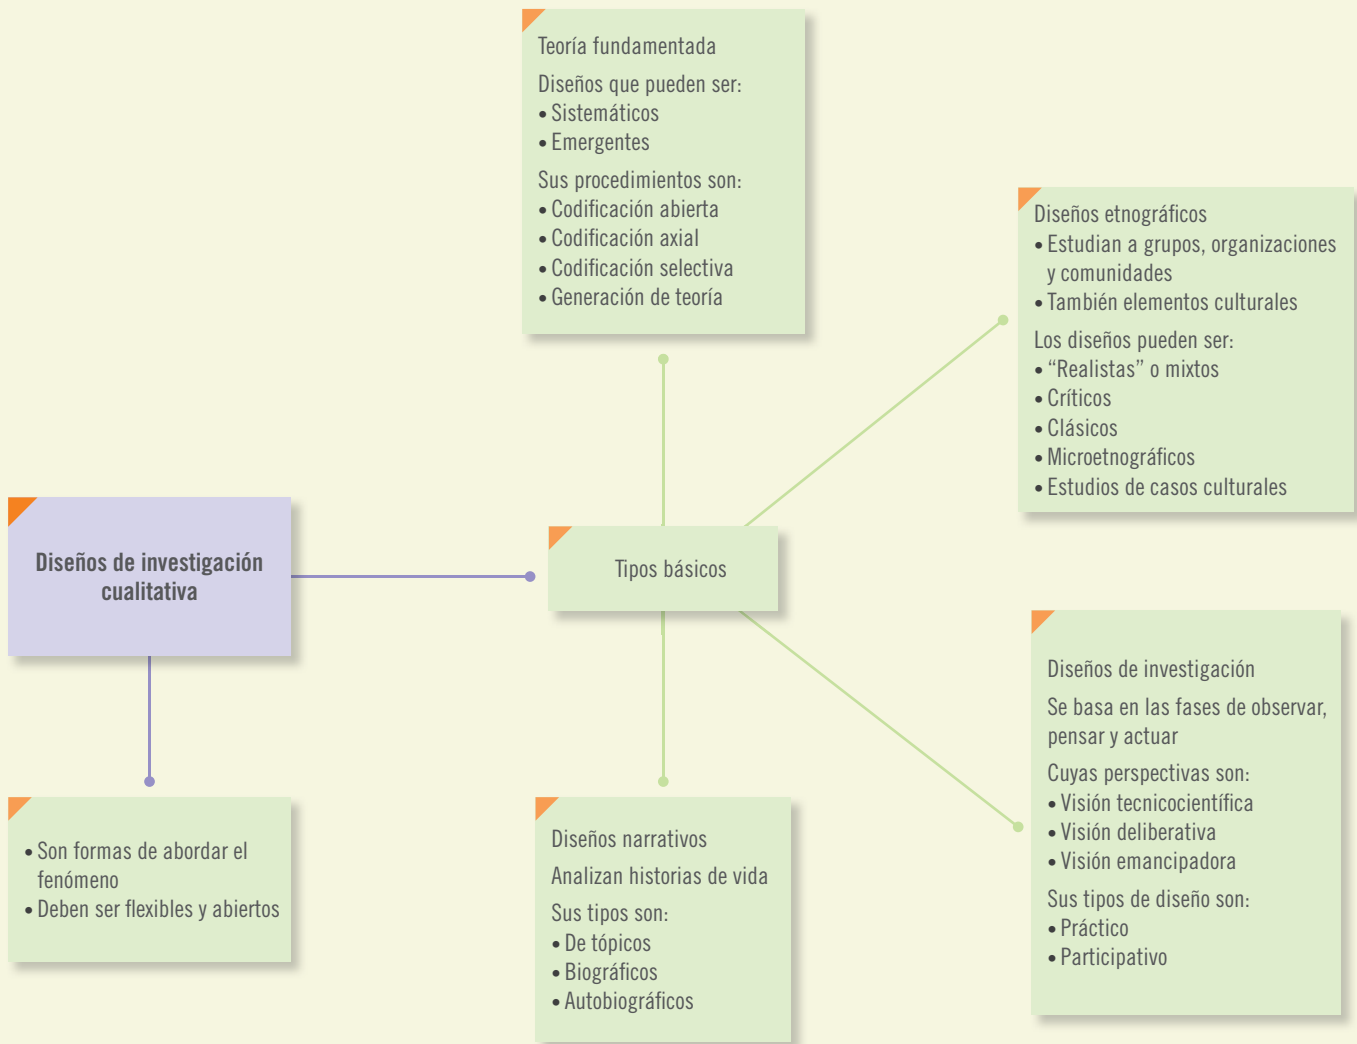 Teoría fundamentada
Diseños que pueden ser:
• Sistemáticos
• Emergentes
Sus procedimientos son:
• Codificación abierta
• Codificación axial
• Codificación selectiva
• Generación de teoría
Diseños etnográficos
• Estudian a grupos, organizaciones
y comunidades
• También elementos culturales
Los diseños pueden ser:
• “Realistas” o mixtos
• Críticos
• Clásicos
• Microetnográficos
• Estudios de casos culturales
Diseños de investigación
cualitativa
Tipos básicos
• Son formas de abordar el
fenómeno
• Deben ser flexibles y abiertos
Diseños narrativos
Analizan historias de vida
Sus tipos son:
• De tópicos
• Biográficos
• Autobiográficos
Diseños de investigación
Se basa en las fases de observar,
pensar y actuar
Cuyas perspectivas son:
• Visión tecnicocientífica
• Visión deliberativa
• Visión emancipadora
Sus tipos de diseño son:
• Práctico
• Participativo